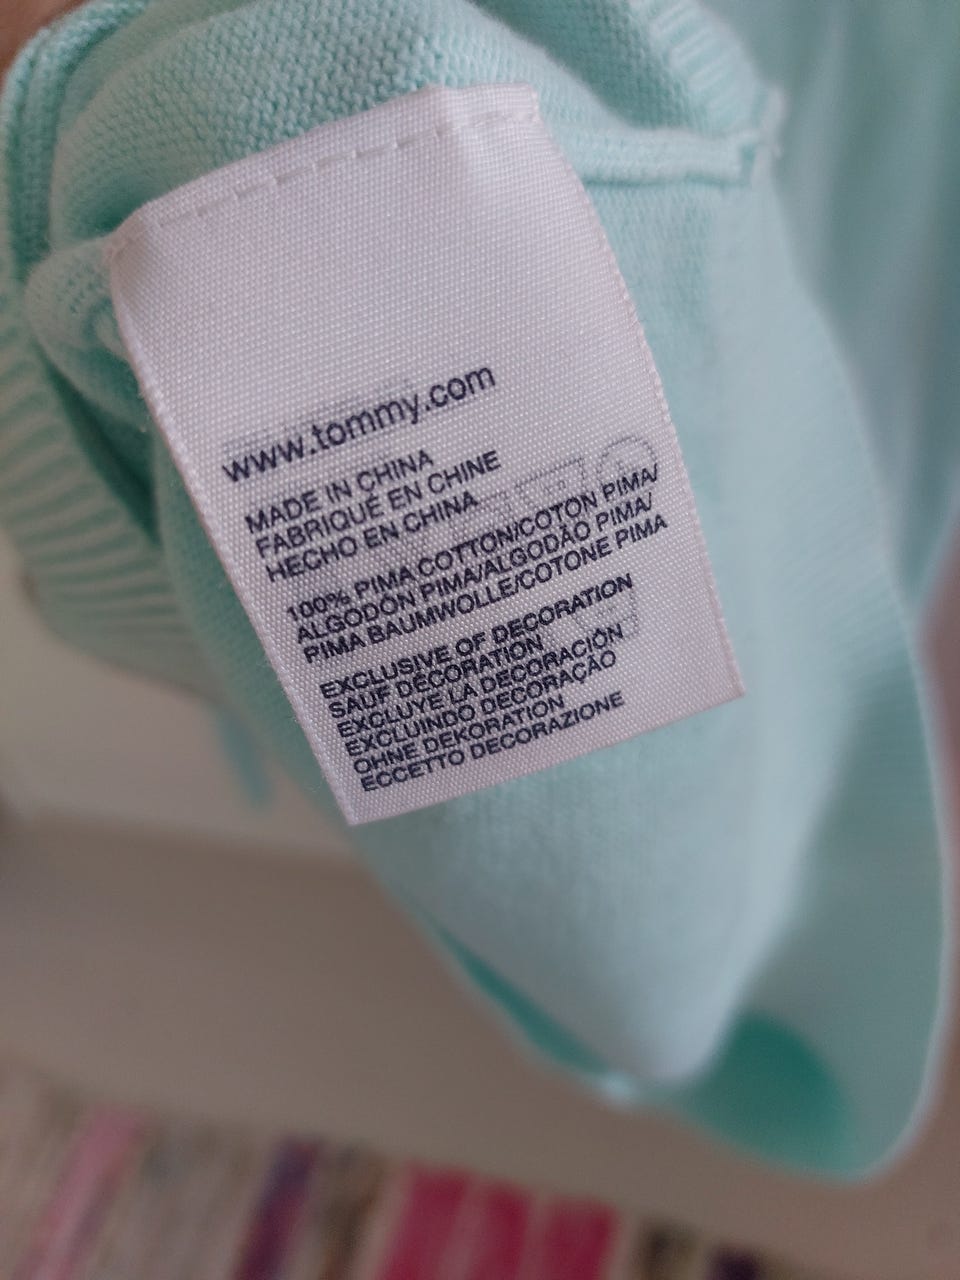 www.tommy.com
MADE IN CHINA
FABRIQUÉ EN CHINE
HECHO EN CHINA
100% PIMA COTTON/COTON PIMA/
ALGODÓN PIMA/ALGODÃO PIMA/
PIMA BAUMWOLLE/COTONE PIMA
EXCLUSIVE OF DECORATION
SAUF DÉCORATION
EXCLUYE LA DECORACIÓN
EXCLUINDO DECORAÇÃO
OHNE DEKORATION
ECCETTO DECORAZIONE